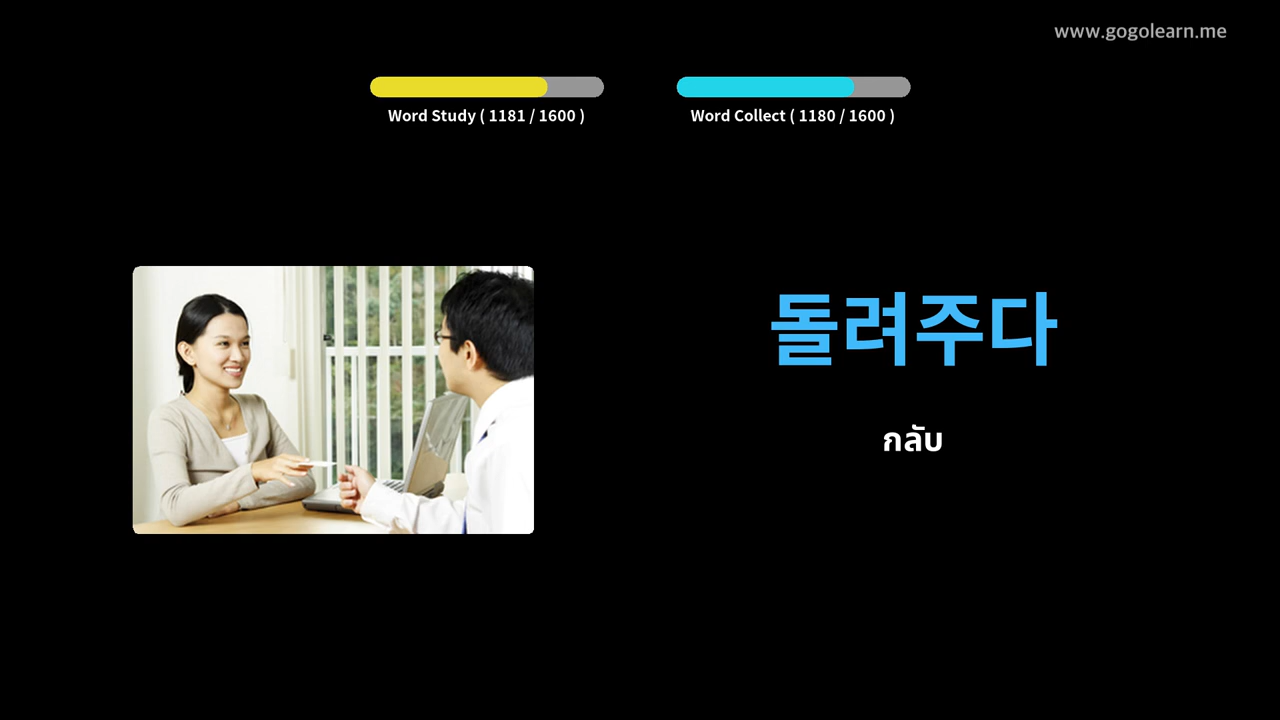 www.gogolearn.me
Word Study ( 1181 / 1600 )
Word Collect ( 1180 / 1600 )
돌려주다
กลับ